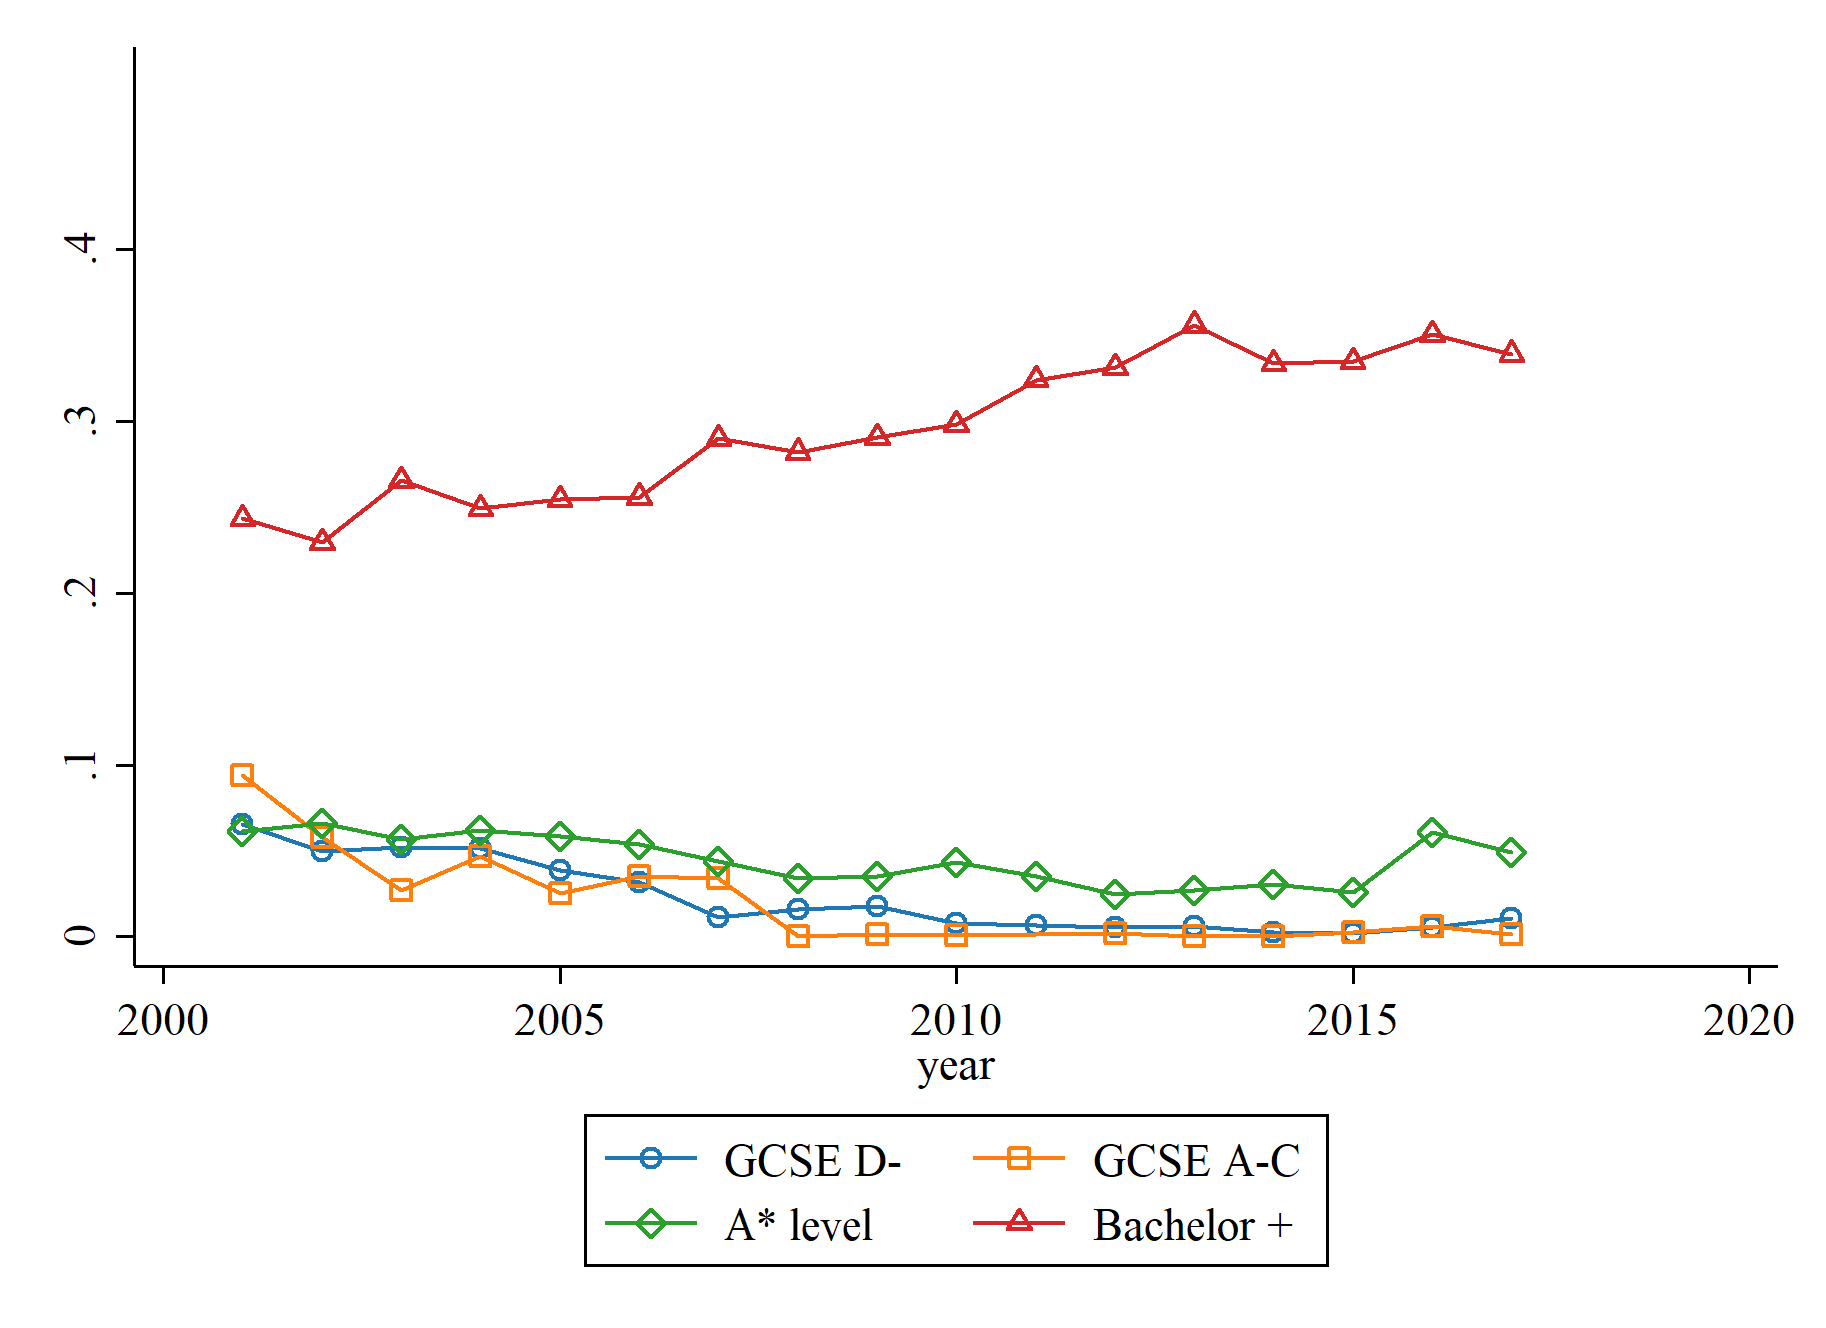 .4
.3
.2
.1
0
2000 2005 2010 2015 2020
year
GCSE D- GCSE A-C
A* level Bachelor +